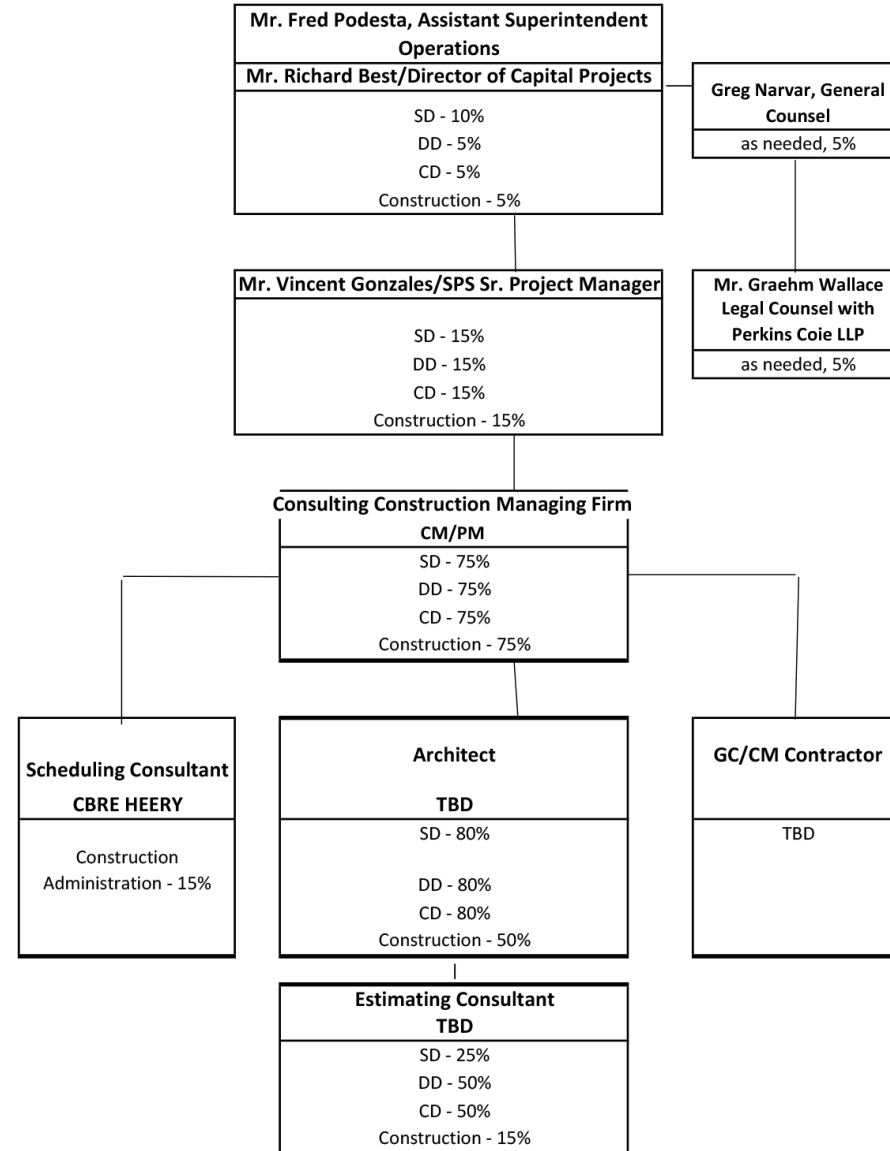 Mr. Fred Podesta, Assistant Superintendent
Operations
Mr. Richard Best/Director of Capital Projects
SD - 10%
DD - 5%
CD - 5%
Construction - 5%
Greg Narvar, General
Counsel
as needed, 5%
Mr. Vincent Gonzales/SPS Sr. Project Manager
SD - 15%
DD - 15%
CD - 15%
Construction - 15%
Mr. Graehm Wallace
Legal Counsel with
Perkins Coie LLP
as needed, 5%
Consulting Construction Managing Firm
CM/PM
SD - 75%
DD - 75%
CD - 75%
Construction - 75%
Scheduling Consultant
CBRE HEERY
Construction
Administration - 15%
Architect
TBD
SD - 80%
DD - 80%
CD - 80%
Construction - 50%
GC/CM Contractor
TBD
Estimating Consultant
TBD
SD - 25%
DD - 50%
CD - 50%
Construction - 15%